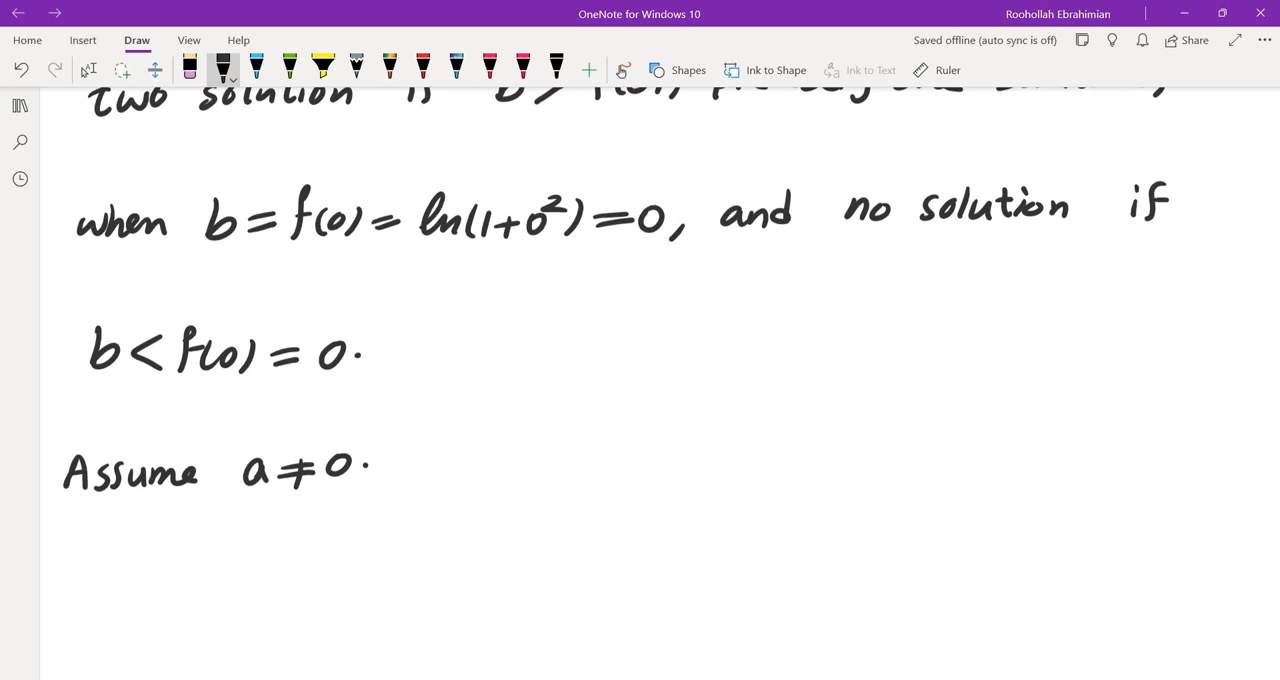 OneNote for Windows 10
Roohollah Ebrahimian
Home Insert Draw View Help
Saved offline (auto sync is off) Share
Shapes Ink to Shape Ink to Text Ruler
two solution if b >
when b = f(0) = ln(1+0²) = 0, and no solution if
b < f(0) = 0.
Assume a ≠ 0.